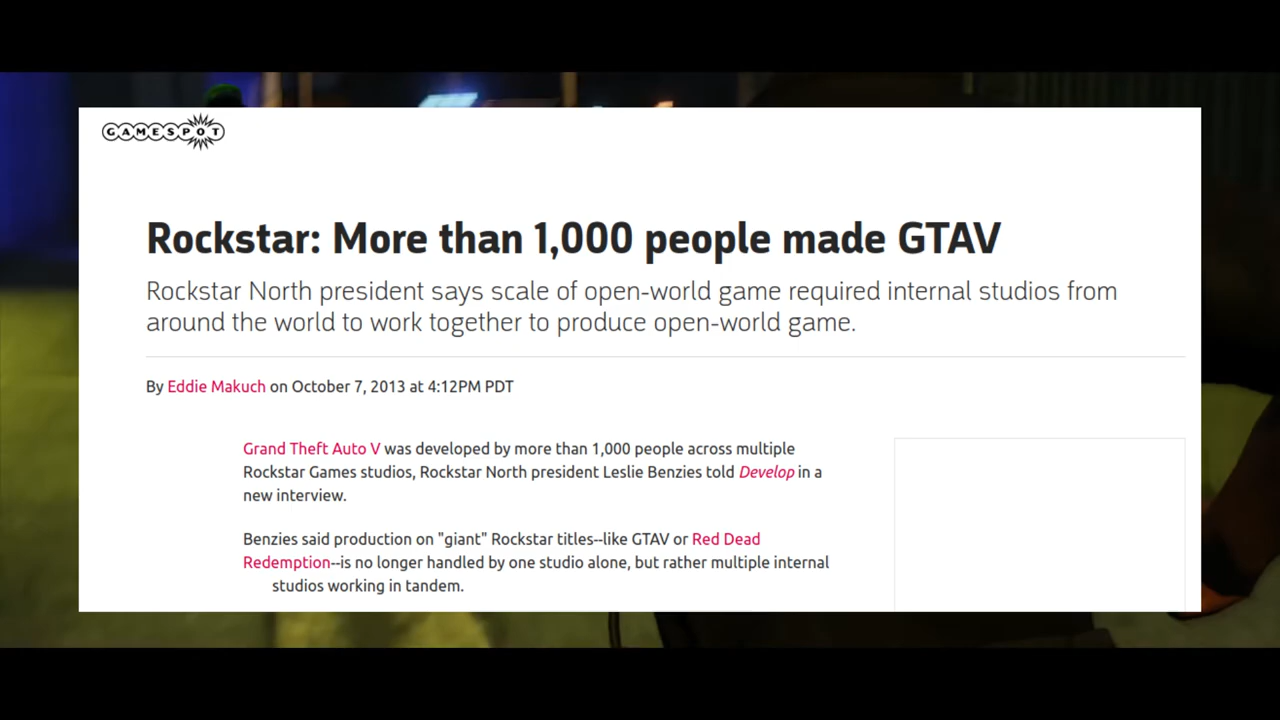 GAMESPOT
Rockstar: More than 1,000 people made GTAV
Rockstar North president says scale of open-world game required internal studios from
around the world to work together to produce open-world game.
By Eddie Makuch on October 7, 2013 at 4:12PM PDT
Grand Theft Auto V was developed by more than 1,000 people across multiple
Rockstar Games studios, Rockstar North president Leslie Benzies told Develop in a
new interview.
Benzies said production on "giant" Rockstar titles--like GTAV or Red Dead
Redemption--is no longer handled by one studio alone, but rather multiple internal
studios working in tandem.